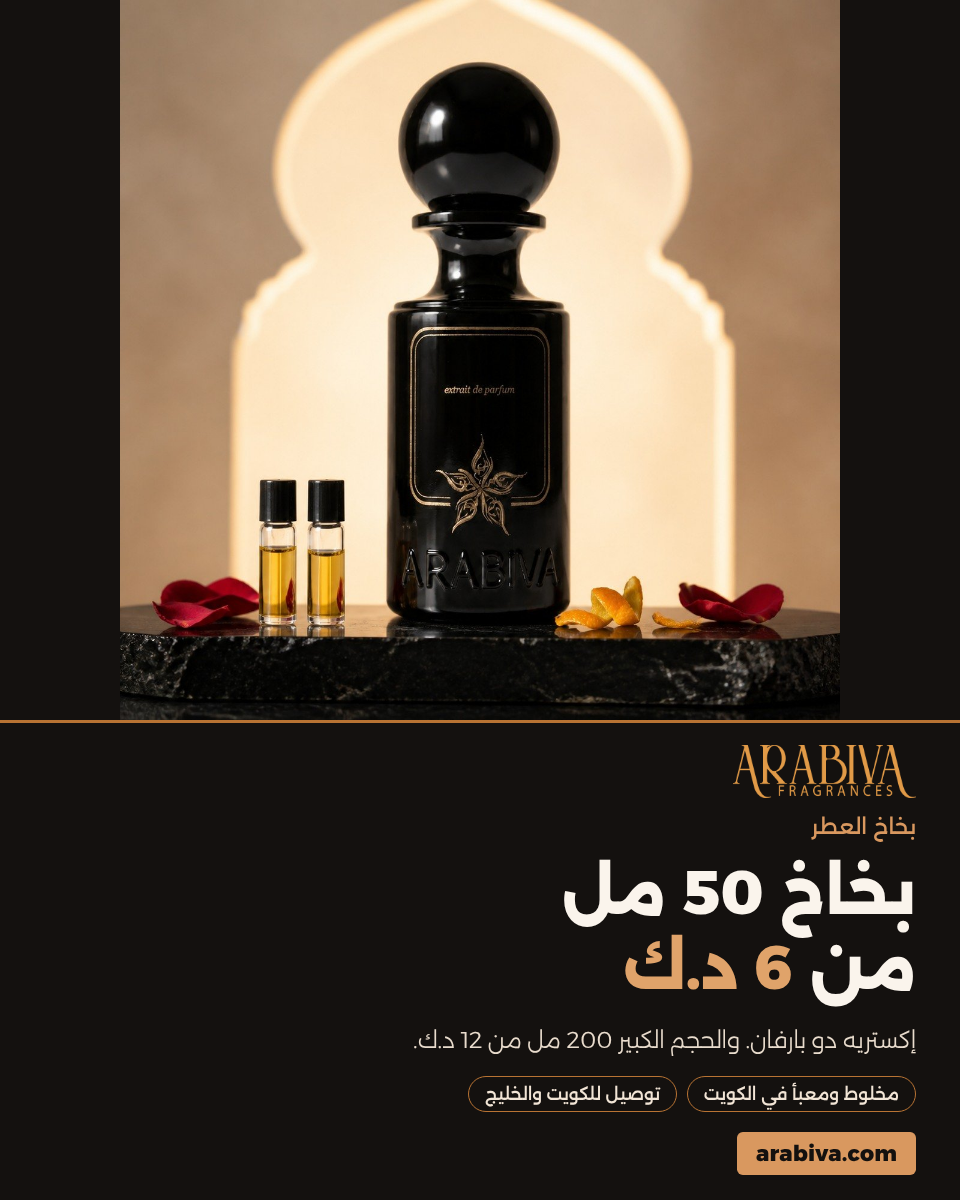 extrait de parfum
ARABIVA
ARABIVA
FRAGRANCES
بخاخ العطر
بخاخ 50 مل
من 6 د.ك
إكستريه دو بارفان. والحجم الكبير 200 مل من 12 د.ك.
مخلوط ومعبأ في الكويت
توصيل للكويت والخليج
arabiva.com